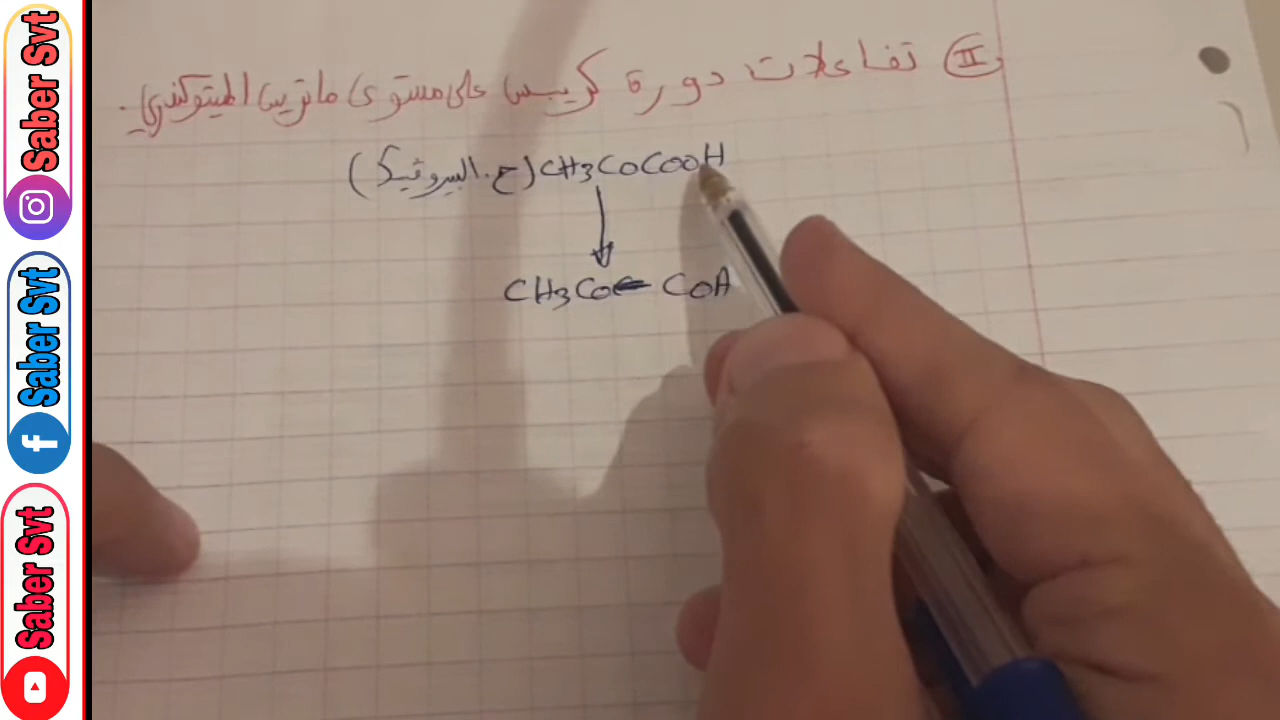 II تفاعلات دورة كريبس على مستوى ماتريس الميتوكندري.
CH3COCOOH (ح. البيروفيك)
CH3CO CoA
Saber Svt
Saber Svt
Saber Svt